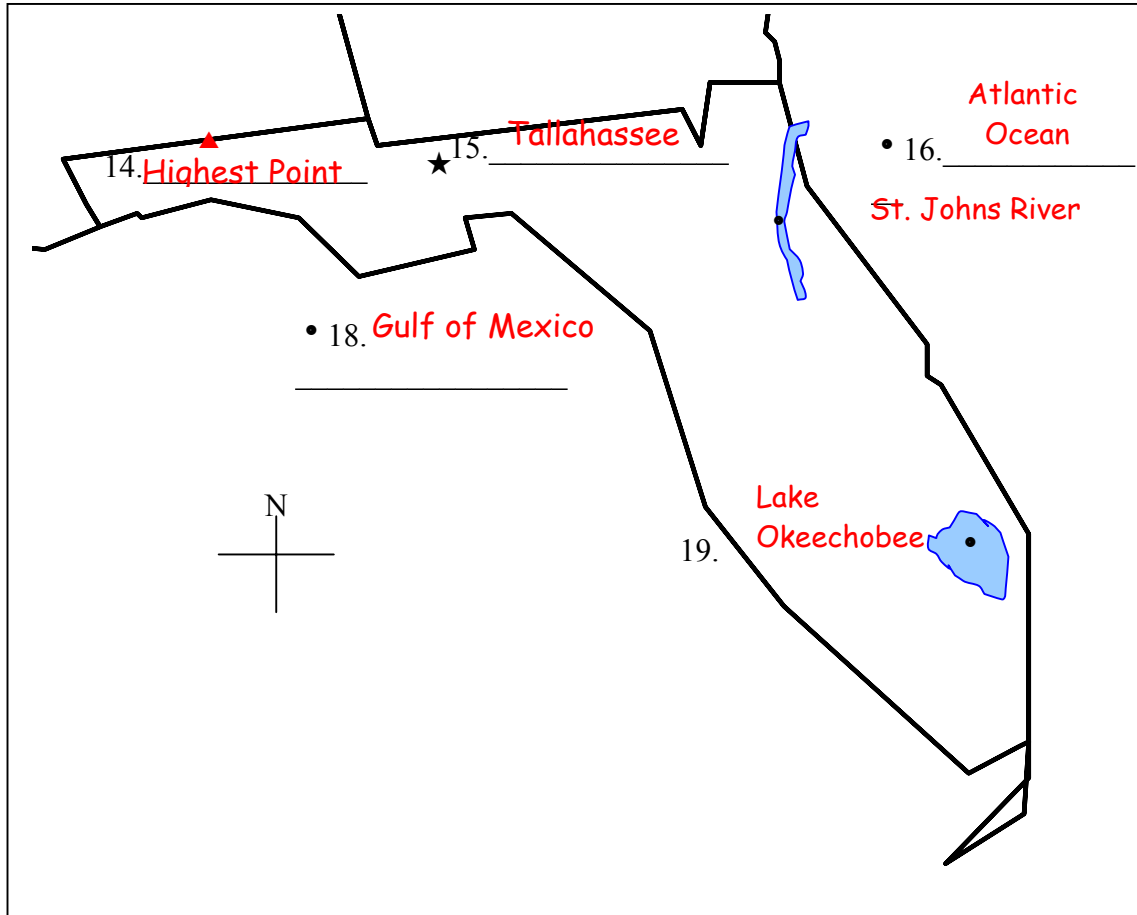 Atlantic
Ocean
14. Highest Point
15. Tallahassee
16.
St. Johns River
18. Gulf of Mexico
N
Lake
Okeechobee
19.